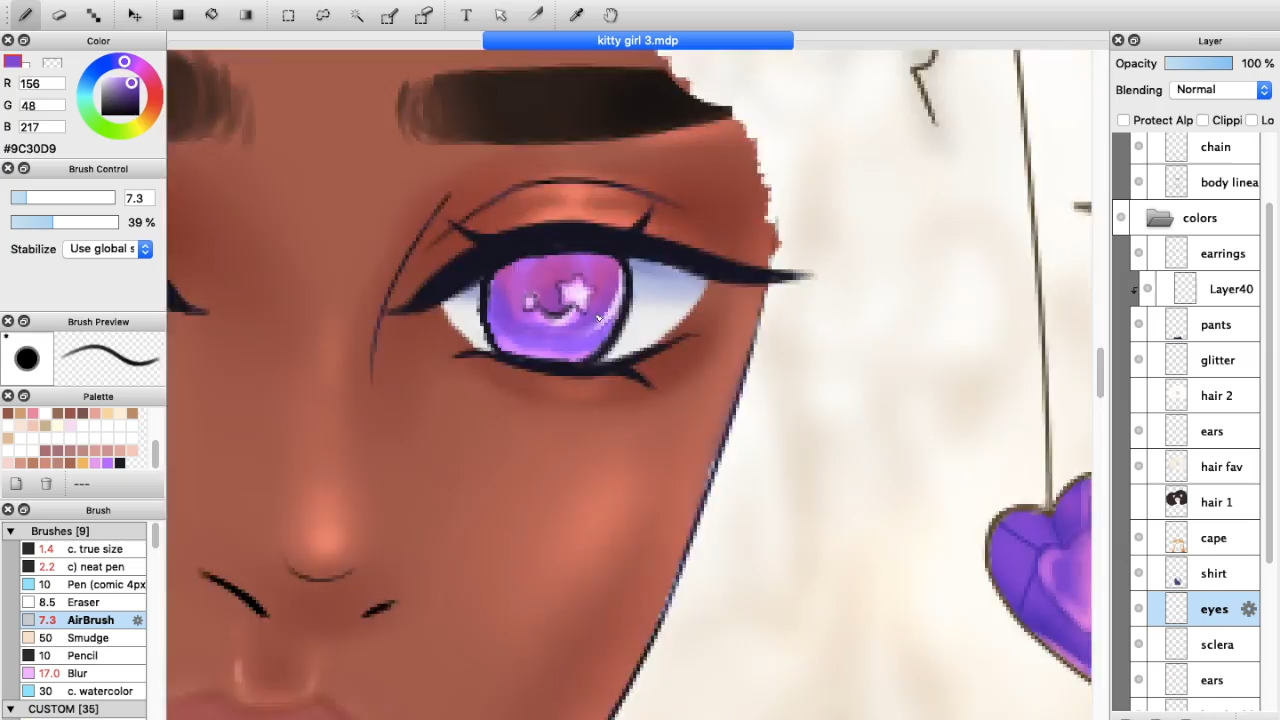 kitty girl 3.mdp
Color
R 156
G 48
B 217
#9C30D9
Brush Control
7.3
39 %
Stabilize Use global s
Brush Preview
Palette
---
Brush
Brushes [9]
1.4 c. true size
2.2 c) neat pen
10 Pen (comic 4px
8.5 Eraser
7.3 AirBrush
50 Smudge
10 Pencil
17.0 Blur
30 c. watercolor
CUSTOM [35]
Layer
Opacity 100 %
Blending Normal
Protect Alp Clippi Lo
chain
body linea
colors
earrings
Layer40
pants
glitter
hair 2
ears
hair fav
hair 1
cape
shirt
eyes
sclera
ears